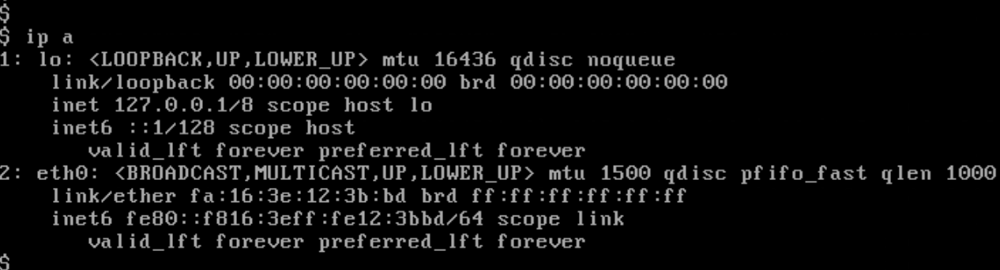 $
$ ip a
1: lo: <LOOPBACK,UP,LOWER_UP> mtu 16436 qdisc noqueue
    link/loopback 00:00:00:00:00:00 brd 00:00:00:00:00:00
    inet 127.0.0.1/8 scope host lo
    inet6 ::1/128 scope host
       valid_lft forever preferred_lft forever
2: eth0: <BROADCAST,MULTICAST,UP,LOWER_UP> mtu 1500 qdisc pfifo_fast qlen 1000
    link/ether fa:16:3e:12:3b:bd brd ff:ff:ff:ff:ff:ff
    inet6 fe80::f816:3eff:fe12:3bbd/64 scope link
       valid_lft forever preferred_lft forever
$